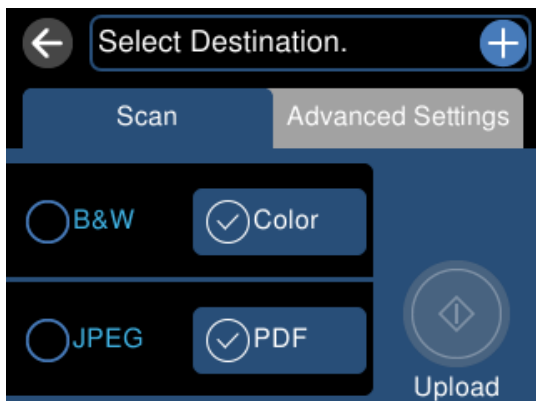 Select Destination.
Scan
Advanced Settings
B&W
Color
JPEG
PDF
Upload